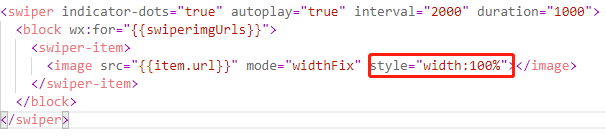 <swiper indicator-dots="true" autoplay="true" interval="2000" duration="1000">
<block wx:for="{{swiperimgUrls}}">
<swiper-item>
<image src="{{item.url}}" mode="widthFix" style="width:100%"></image>
</swiper-item>
</block>
</swiper>